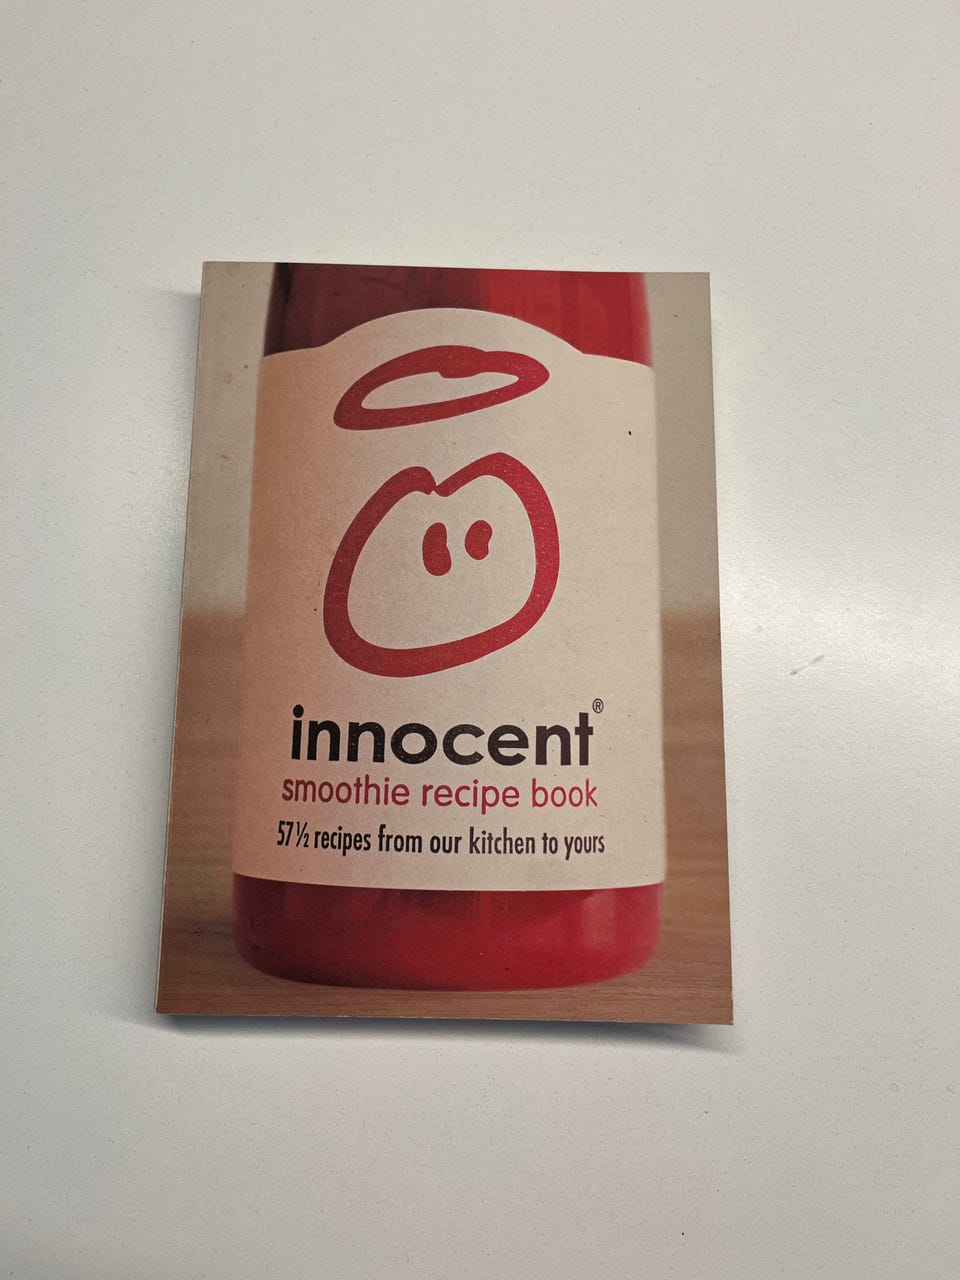 innocent®
smoothie recipe book
57½ recipes from our kitchen to yours